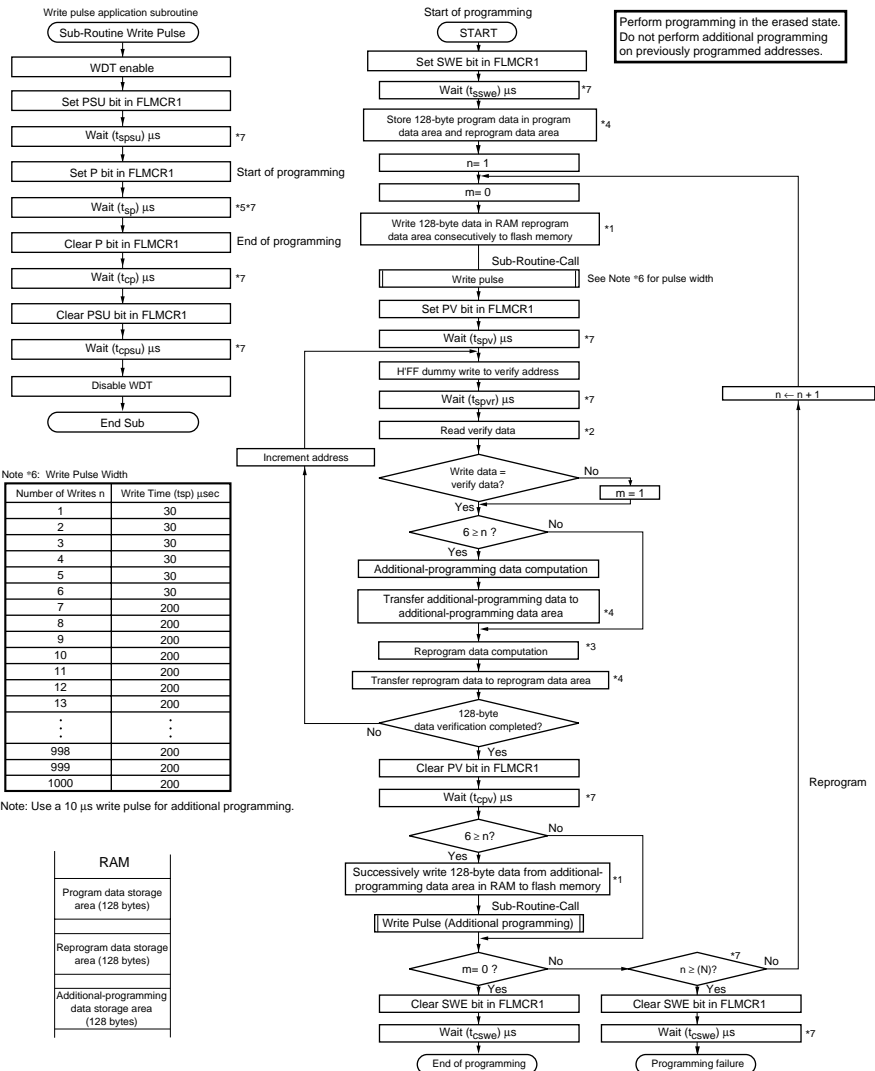 Write pulse application subroutine
Sub-Routine Write Pulse
WDT enable
Set PSU bit in FLMCR1
Wait (tspsu) μs
*7
Set P bit in FLMCR1
Start of programming
Wait (tsp) μs
*5*7
Clear P bit in FLMCR1
End of programming
Wait (tcp) μs
*7
Clear PSU bit in FLMCR1
Wait (tcpsu) μs
*7
Disable WDT
End Sub
Note *6: Write Pulse Width
Number of Writes n Write Time (tsp) μsec
1 30
2 30
3 30
4 30
5 30
6 30
7 200
8 200
9 200
10 200
11 200
12 200
13 200
998 200
999 200
1000 200
Note: Use a 10 μs write pulse for additional programming.
RAM
Program data storage
area (128 bytes)
Reprogram data storage
area (128 bytes)
Additional-programming
data storage area
(128 bytes)
Start of programming
START
Perform programming in the erased state.
Do not perform additional programming
on previously programmed addresses.
Set SWE bit in FLMCR1
Wait (tsswe) μs
*7
Store 128-byte program data in program
data area and reprogram data area
*4
n= 1
m= 0
Write 128-byte data in RAM reprogram
data area consecutively to flash memory
*1
Sub-Routine-Call
Write pulse
See Note *6 for pulse width
Set PV bit in FLMCR1
Wait (tspv) μs
*7
H'FF dummy write to verify address
Wait (tspvr) μs
*7
Read verify data
*2
Increment address
n ← n + 1
Write data =
verify data?
No
m = 1
Yes
6 ≥ n ?
No
Yes
Additional-programming data computation
Transfer additional-programming data to
additional-programming data area
*4
Reprogram data computation
*3
Transfer reprogram data to reprogram data area
*4
128-byte
data verification completed?
No
Yes
Clear PV bit in FLMCR1
Reprogram
Wait (tcpv) μs
*7
6 ≥ n?
No
Yes
Successively write 128-byte data from additional-
programming data area in RAM to flash memory
*1
Sub-Routine-Call
Write Pulse (Additional programming)
m= 0 ?
No
*7
n ≥ (N)?
No
Yes
Yes
Clear SWE bit in FLMCR1
Clear SWE bit in FLMCR1
Wait (tcswe) μs
Wait (tcswe) μs
*7
End of programming
Programming failure